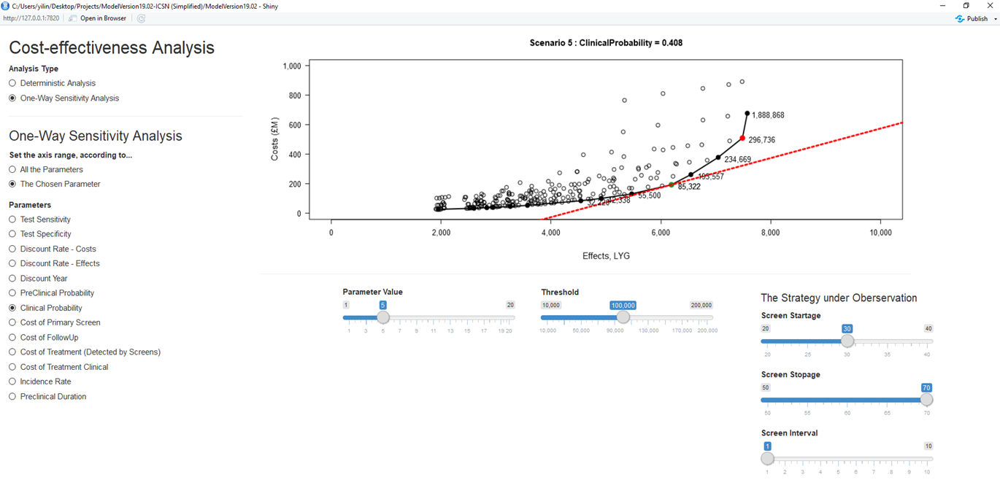 C:/Users/yilin/Desktop/Projects/ModelVersion19.02-ICSN (Simplified)/ModelVersion19.02 - Shiny
http://127.0.0.1:7820 Open in Browser Publish
Cost-effectiveness Analysis
Analysis Type
Deterministic Analysis
One-Way Sensitivity Analysis
One-Way Sensitivity Analysis
Set the axis range, according to...
All the Parameters
The Chosen Parameter
Parameters
Test Sensitivity
Test Specificity
Discount Rate - Costs
Discount Rate - Effects
Discount Year
PreClinical Probability
Clinical Probability
Cost of Primary Screen
Cost of FollowUp
Cost of Treatment (Detected by Screens)
Cost of Treatment Clinical
Incidence Rate
Preclinical Duration
Scenario 5 : ClinicalProbability = 0.408
Costs (£M)
1,000
800
600
400
200
0
1,888,868
296,736
234,669
193,557
85,322
55,500
0 2,000 4,000 6,000 8,000 10,000
Effects, LYG
Parameter Value
1 5 20
1 3 5 7 9 11 13 15 17 19 20
Threshold
10,000 100,000 200,000
10,000 50,000 90,000 130,000 170,000 200,000
The Strategy under Oberservation
Screen Startage
20 30 40
20 25 30 35 40
Screen Stopage
50 70
50 55 60 65 70
Screen Interval
1 10
1 2 3 4 5 6 7 8 9 10